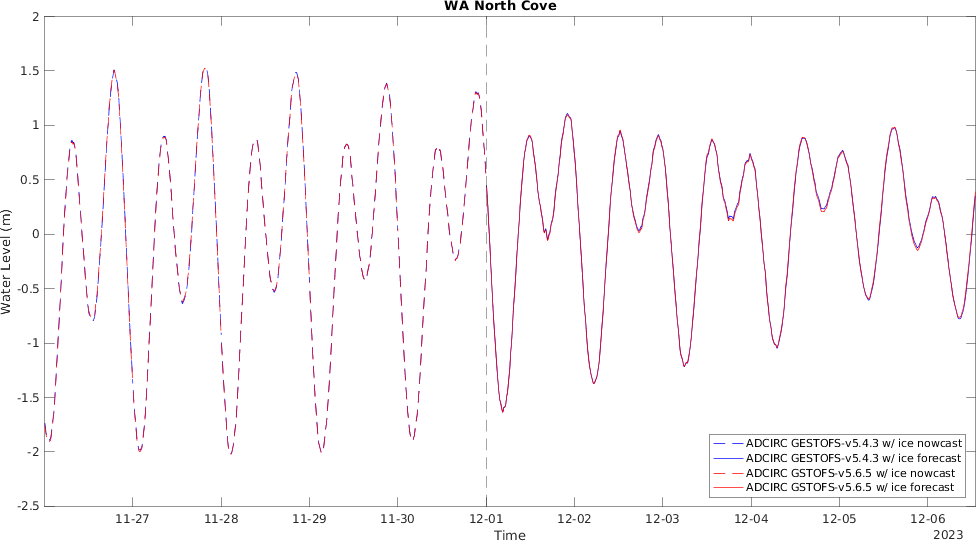 WA North Cove
2
1.5
1
0.5
0
-0.5
-1
-1.5
-2
-2.5
Water Level (m)
11-27 11-28 11-29 11-30 12-01 12-02 12-03 12-04 12-05 12-06
Time
2023
ADCIRC GESTOFS-v5.4.3 w/ ice nowcast
ADCIRC GESTOFS-v5.4.3 w/ ice forecast
ADCIRC GSTOFS-v5.6.5 w/ ice nowcast
ADCIRC GSTOFS-v5.6.5 w/ ice forecast